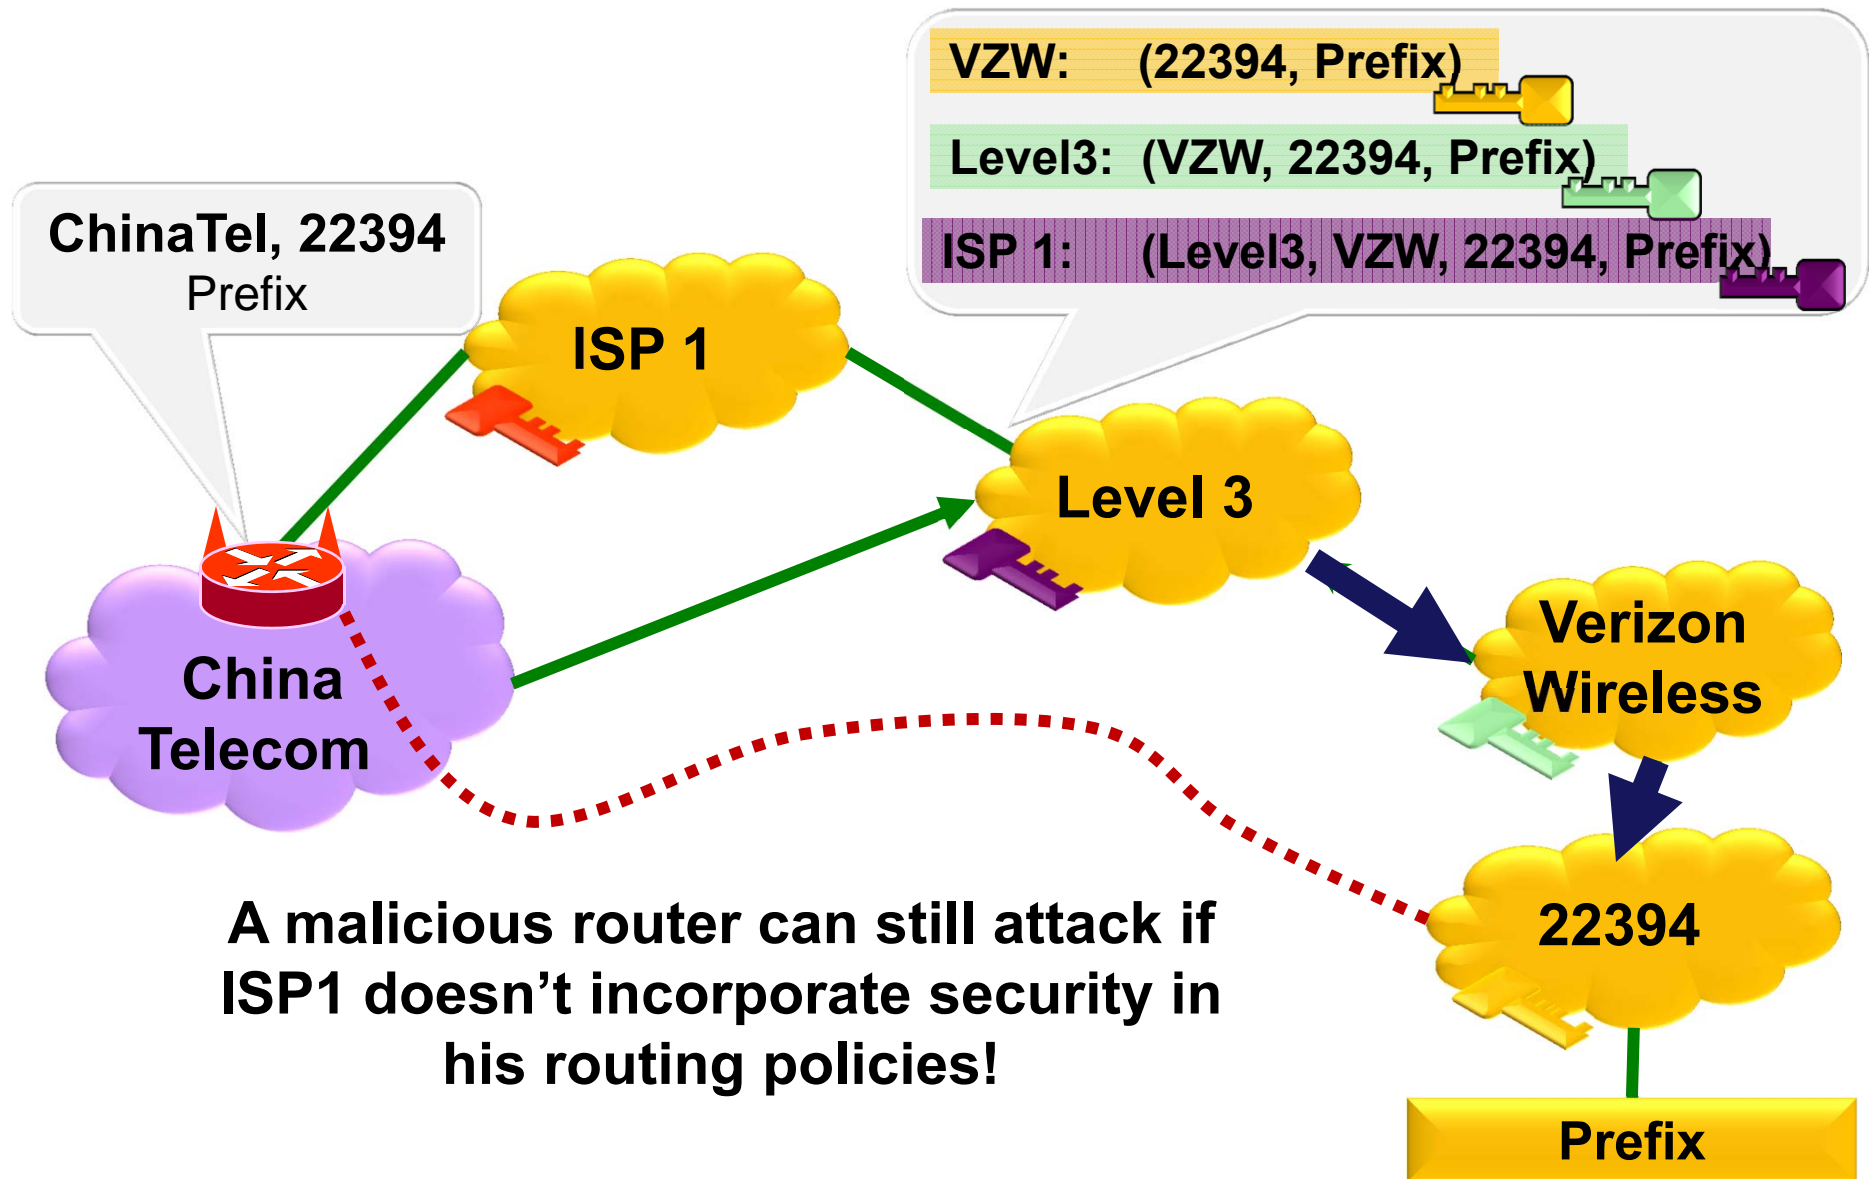 VZW: (22394, Prefix)
Level3: (VZW, 22394, Prefix)
ISP 1: (Level3, VZW, 22394, Prefix)
ChinaTel, 22394
Prefix
ISP 1
Level 3
Verizon
Wireless
China
Telecom
22394
A malicious router can still attack if
ISP1 doesn’t incorporate security in
his routing policies!
Prefix